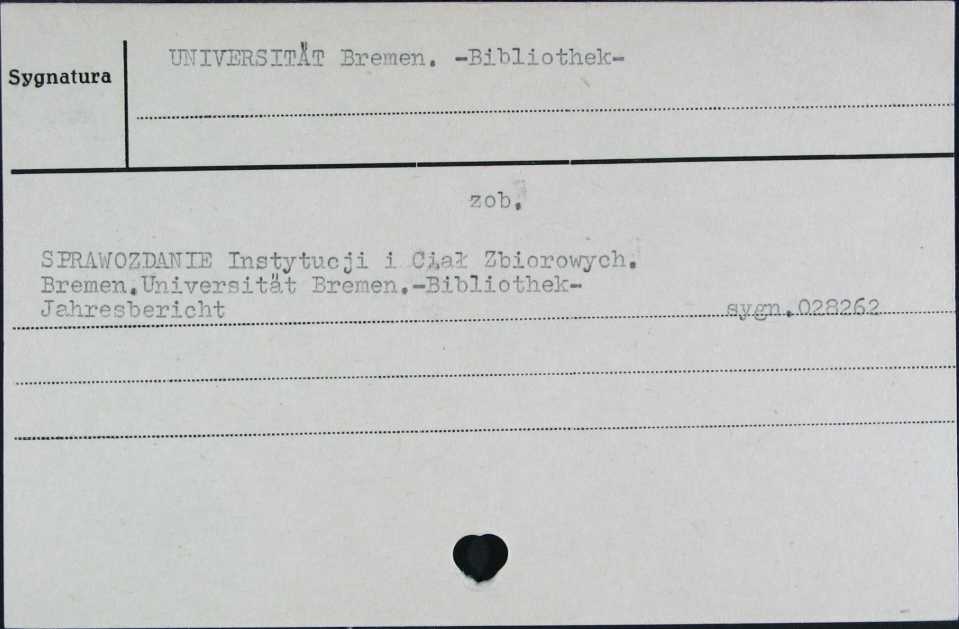 UNIVERSITÄT Bremen. -Bibliothek-
Sygnatura
zob.
SPRAWOZDANIE Instytucji i Ciał Zbiorowych.
Bremen.Universität Bremen.-Bibliothek-
Jahresbericht sygn.028262